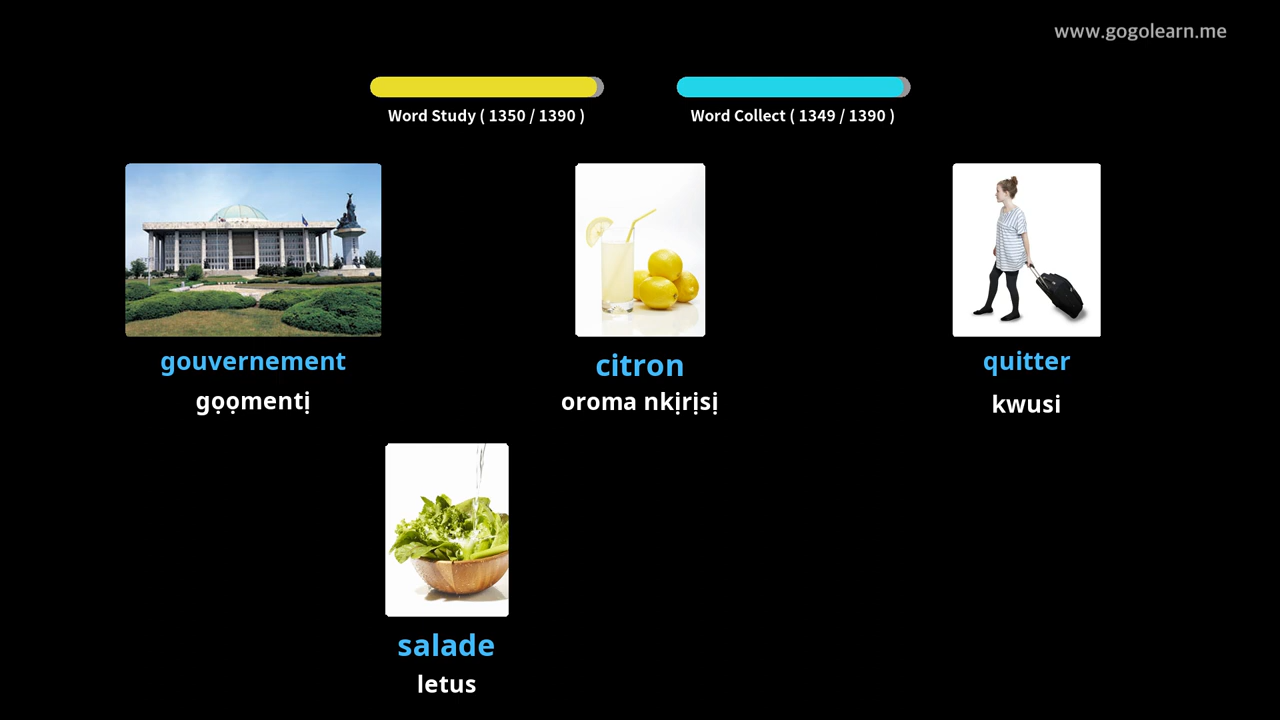 www.gogolearn.me
Word Study ( 1350 / 1390 )
Word Collect ( 1349 / 1390 )
gouvernement
gọọmentị
citron
oroma nkịrịsị
quitter
kwusi
salade
letus